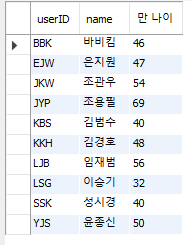 userID name 만 나이
BBK 바비킴 46
EJW 은지원 47
JKW 조관우 54
JYP 조용필 69
KBS 김범수 40
KKH 김경호 48
LJB 임재범 56
LSG 이승기 32
SSK 성시경 40
YJS 윤종신 50